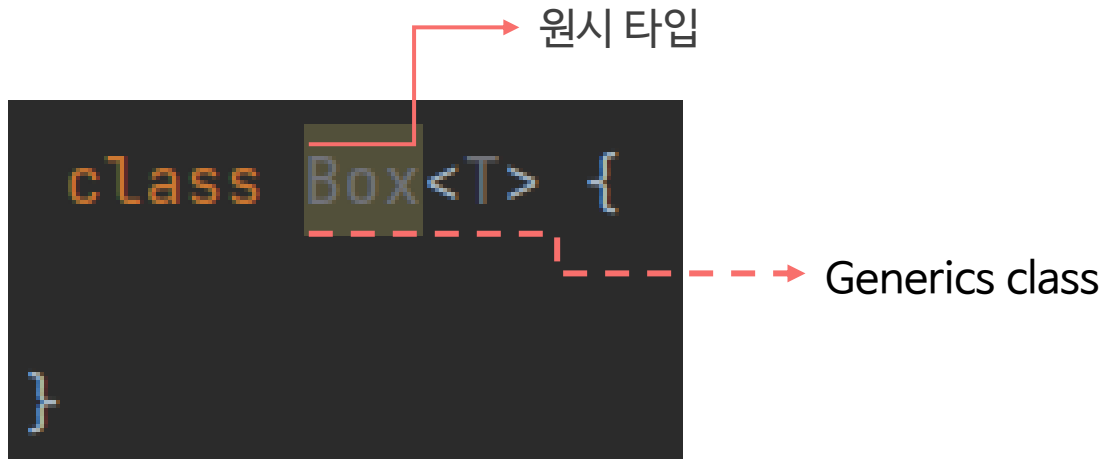 원시 타입
class Box<T> {
Generics class
}